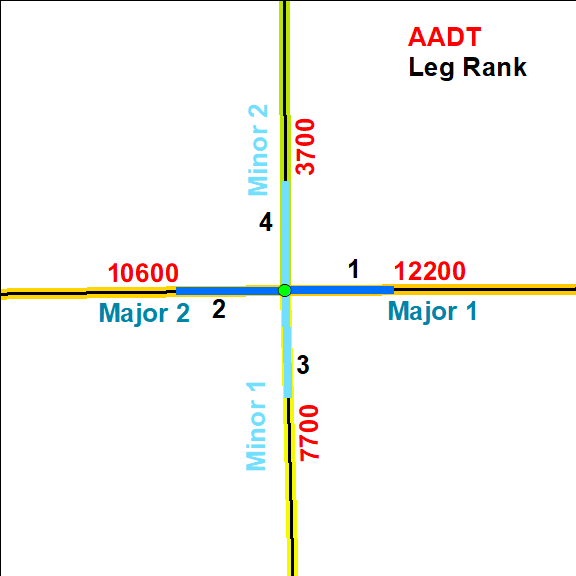 AADT
Leg Rank
Minor 2
3700
4
10600
1
12200
Major 2
2
Major 1
3
Minor 1
7700